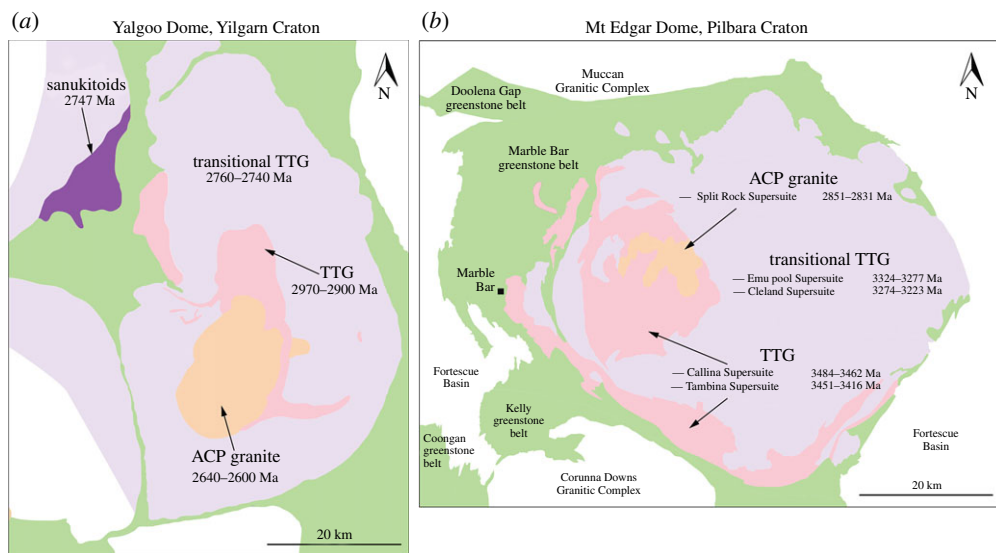 (a)
Yalgoo Dome, Yilgarn Craton
sanukitoids
2747 Ma
N
transitional TTG
2760–2740 Ma
TTG
2970–2900 Ma
ACP granite
2640–2600 Ma
20 km
(b)
Mt Edgar Dome, Pilbara Craton
Muccan
Granitic Complex
N
Doolena Gap
greenstone belt
Marble Bar
greenstone belt
ACP granite
— Split Rock Supersuite 2851–2831 Ma
transitional TTG
— Emu pool Supersuite 3324–3277 Ma
— Cleland Supersuite 3274–3223 Ma
Marble
Bar
TTG
— Callina Supersuite 3484–3462 Ma
— Tambina Supersuite 3451–3416 Ma
Fortescue
Basin
Kelly
greenstone
belt
Coongan
greenstone
belt
Corunna Downs
Granitic Complex
Fortescue
Basin
20 km